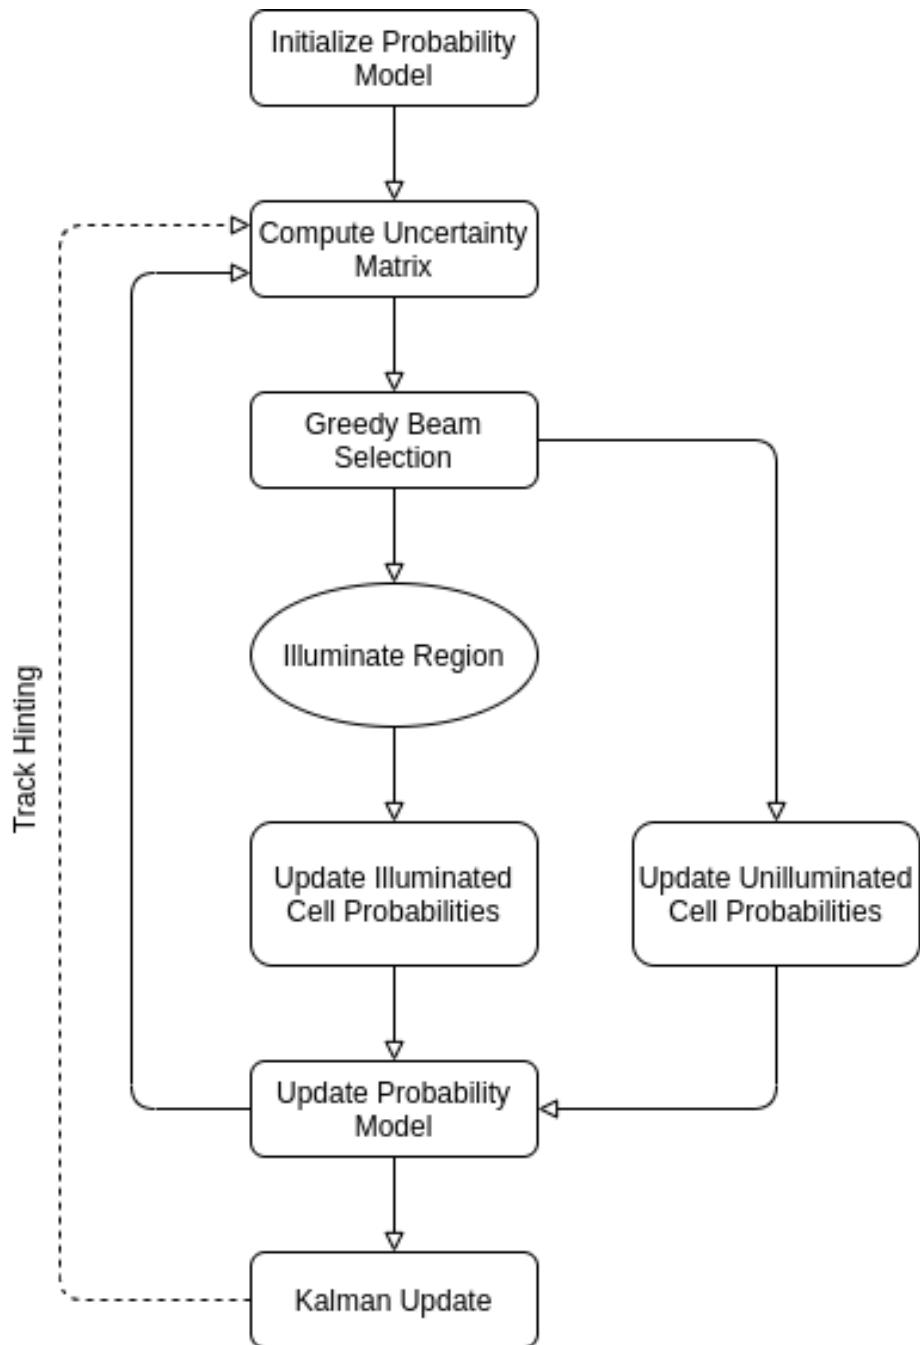 Initialize Probability
Model
Compute Uncertainty
Matrix
Greedy Beam
Selection
Illuminate Region
Track Hinting
Update Illuminated
Cell Probabilities
Update Unilluminated
Cell Probabilities
Update Probability
Model
Kalman Update